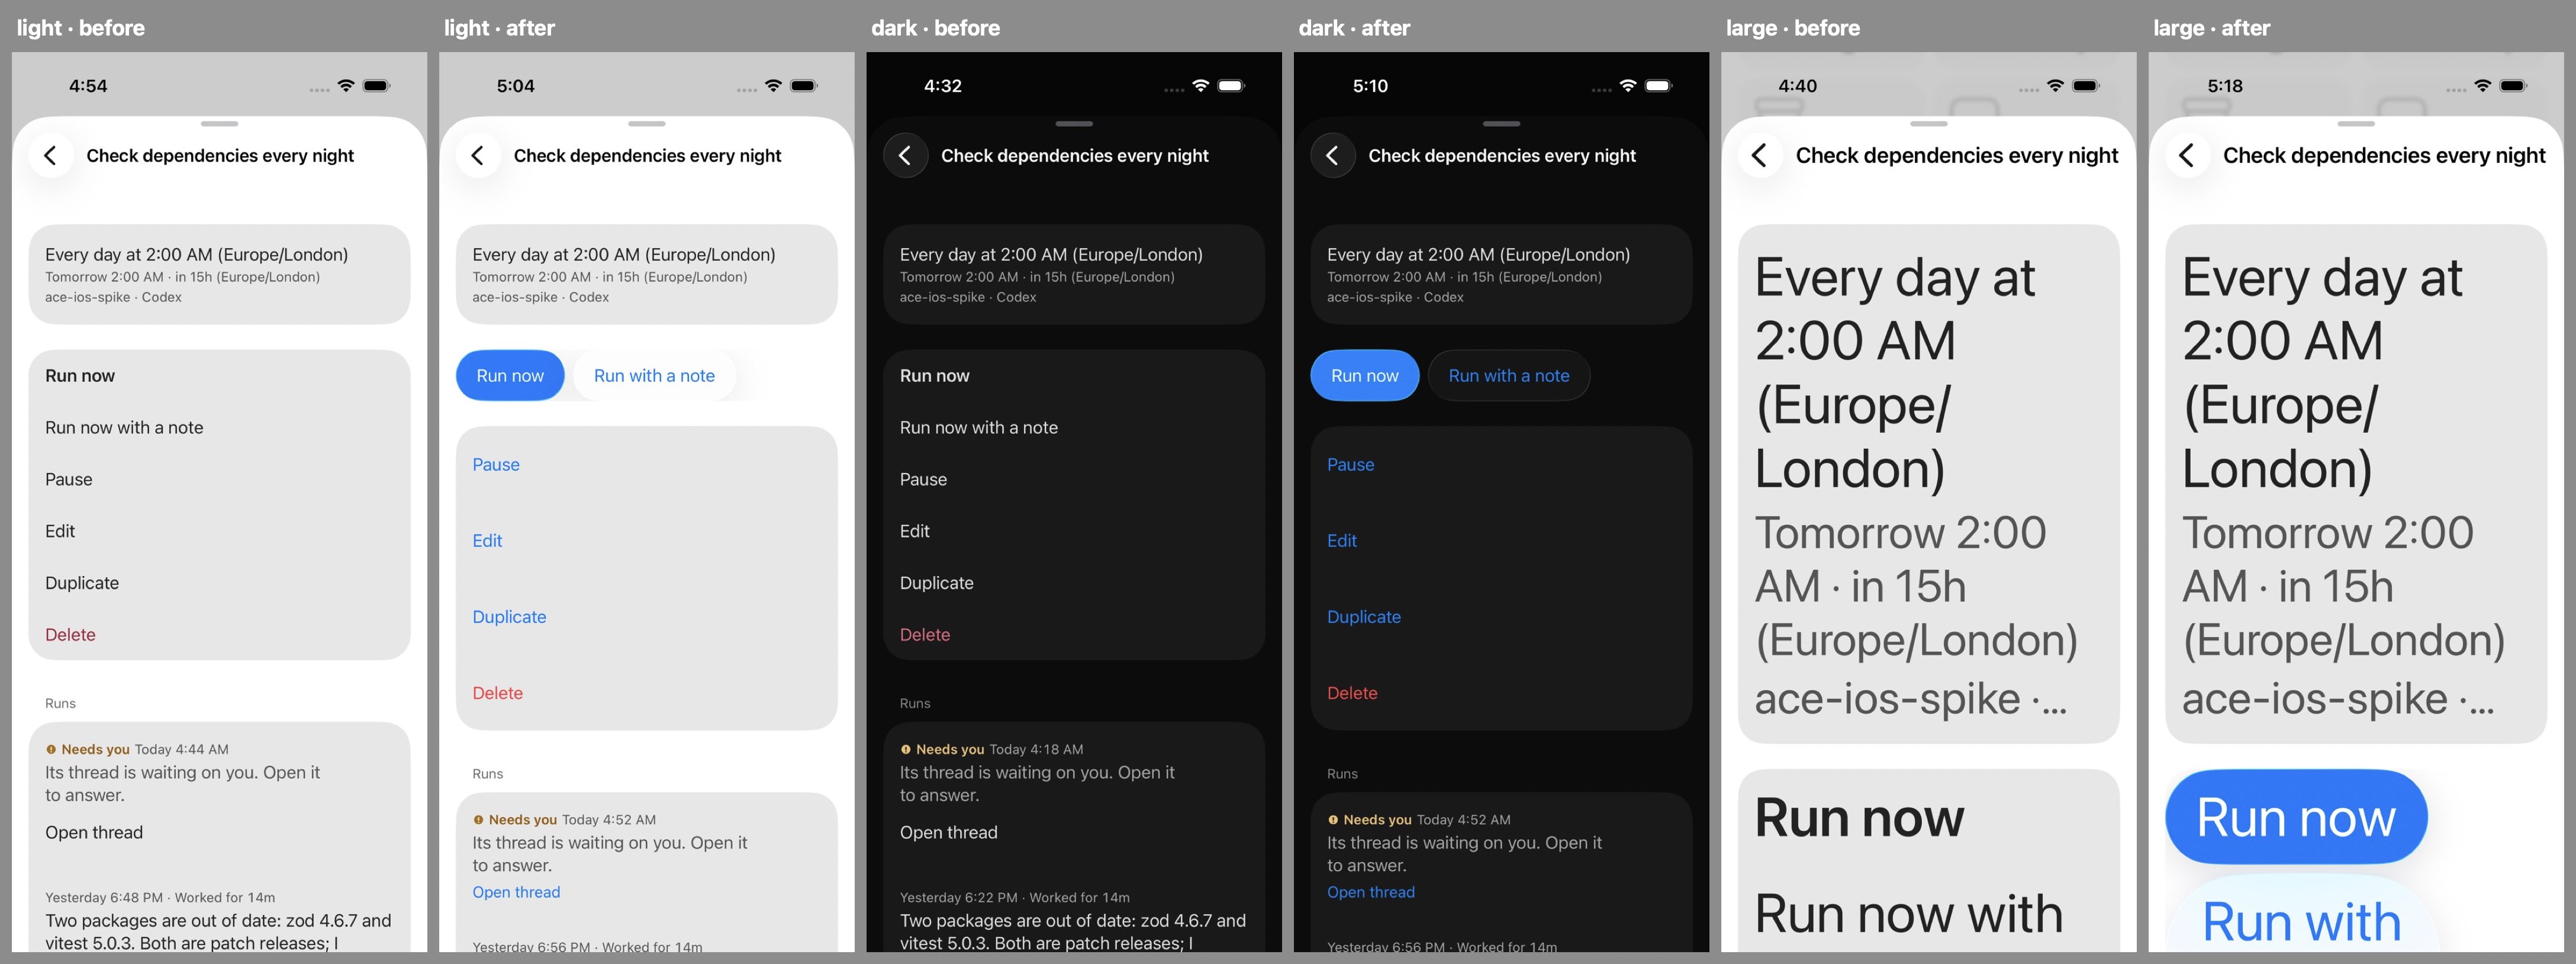 light · before
4:54
Check dependencies every night
Every day at 2:00 AM (Europe/London)
Tomorrow 2:00 AM · in 15h (Europe/London)
ace-ios-spike · Codex
Run now
Run now with a note
Pause
Edit
Duplicate
Delete
Runs
Needs you Today 4:44 AM
Its thread is waiting on you. Open it
to answer.
Open thread
Yesterday 6:48 PM · Worked for 14m
Two packages are out of date: zod 4.6.7 and
vitest 5.0.3. Both are patch releases; I
light · after
5:04
Check dependencies every night
Every day at 2:00 AM (Europe/London)
Tomorrow 2:00 AM · in 15h (Europe/London)
ace-ios-spike · Codex
Run now
Run with a note
Pause
Edit
Duplicate
Delete
Runs
Needs you Today 4:52 AM
Its thread is waiting on you. Open it
to answer.
Open thread
Yesterday 6:56 PM · Worked for 14m
dark · before
4:32
Check dependencies every night
Every day at 2:00 AM (Europe/London)
Tomorrow 2:00 AM · in 15h (Europe/London)
ace-ios-spike · Codex
Run now
Run now with a note
Pause
Edit
Duplicate
Delete
Runs
Needs you Today 4:18 AM
Its thread is waiting on you. Open it
to answer.
Open thread
Yesterday 6:22 PM · Worked for 14m
Two packages are out of date: zod 4.6.7 and
vitest 5.0.3. Both are patch releases; I
dark · after
5:10
Check dependencies every night
Every day at 2:00 AM (Europe/London)
Tomorrow 2:00 AM · in 15h (Europe/London)
ace-ios-spike · Codex
Run now
Run with a note
Pause
Edit
Duplicate
Delete
Runs
Needs you Today 4:52 AM
Its thread is waiting on you. Open it
to answer.
Open thread
Yesterday 6:56 PM · Worked for 14m
large · before
4:40
Check dependencies every night
Every day at
2:00 AM
(Europe/
London)
Tomorrow 2:00
AM · in 15h
(Europe/London)
ace-ios-spike ·…
Run now
Run now with
large · after
5:18
Check dependencies every night
Every day at
2:00 AM
(Europe/
London)
Tomorrow 2:00
AM · in 15h
(Europe/London)
ace-ios-spike ·…
Run now
Run with